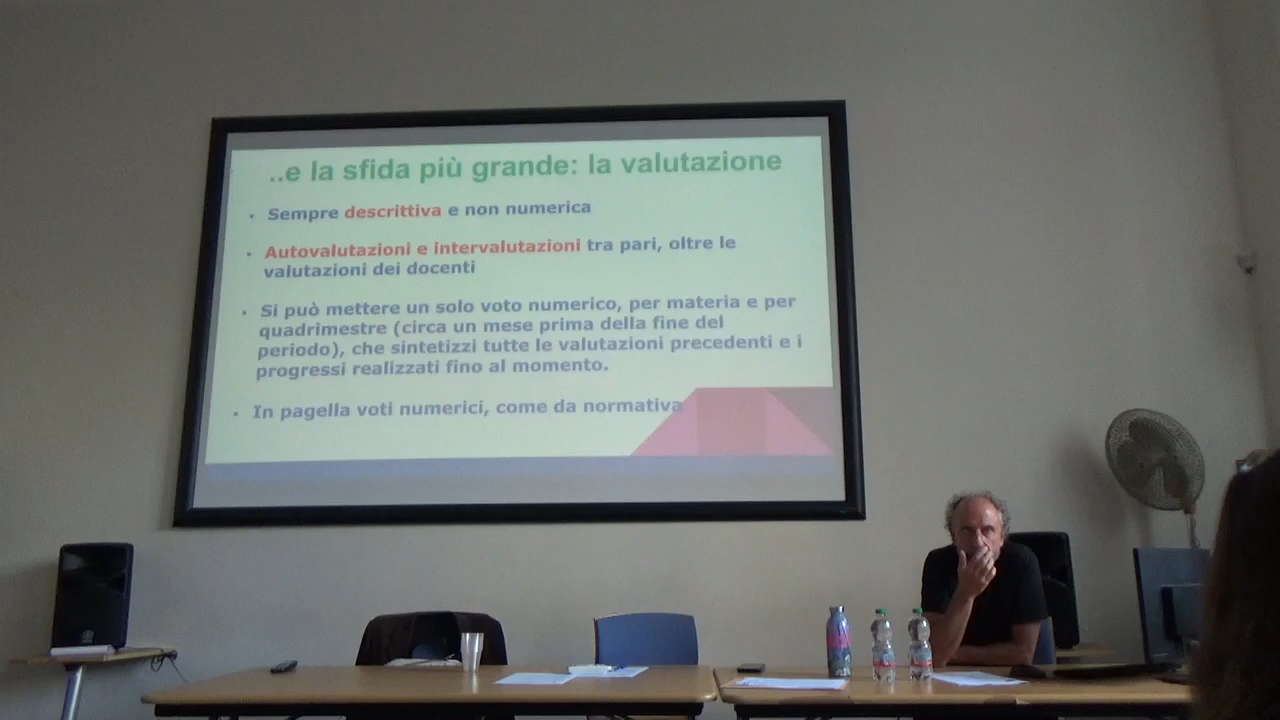 ..e la sfida più grande: la valutazione
• Sempre descrittiva e non numerica
• Autovalutazioni e intervalutazioni tra pari, oltre le
valutazioni dei docenti
• Si può mettere un solo voto numerico, per materia e per
quadrimestre (circa un mese prima della fine del
periodo), che sintetizzi tutte le valutazioni precedenti e i
progressi realizzati fino al momento.
• In pagella voti numerici, come da normativa